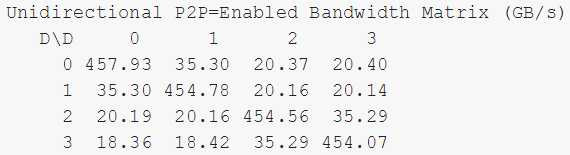 Unidirectional P2P=Enabled Bandwidth Matrix (GB/s)
D\D 0 1 2 3
0 457.93 35.30 20.37 20.40
1 35.30 454.78 20.16 20.14
2 20.19 20.16 454.56 35.29
3 18.36 18.42 35.29 454.07